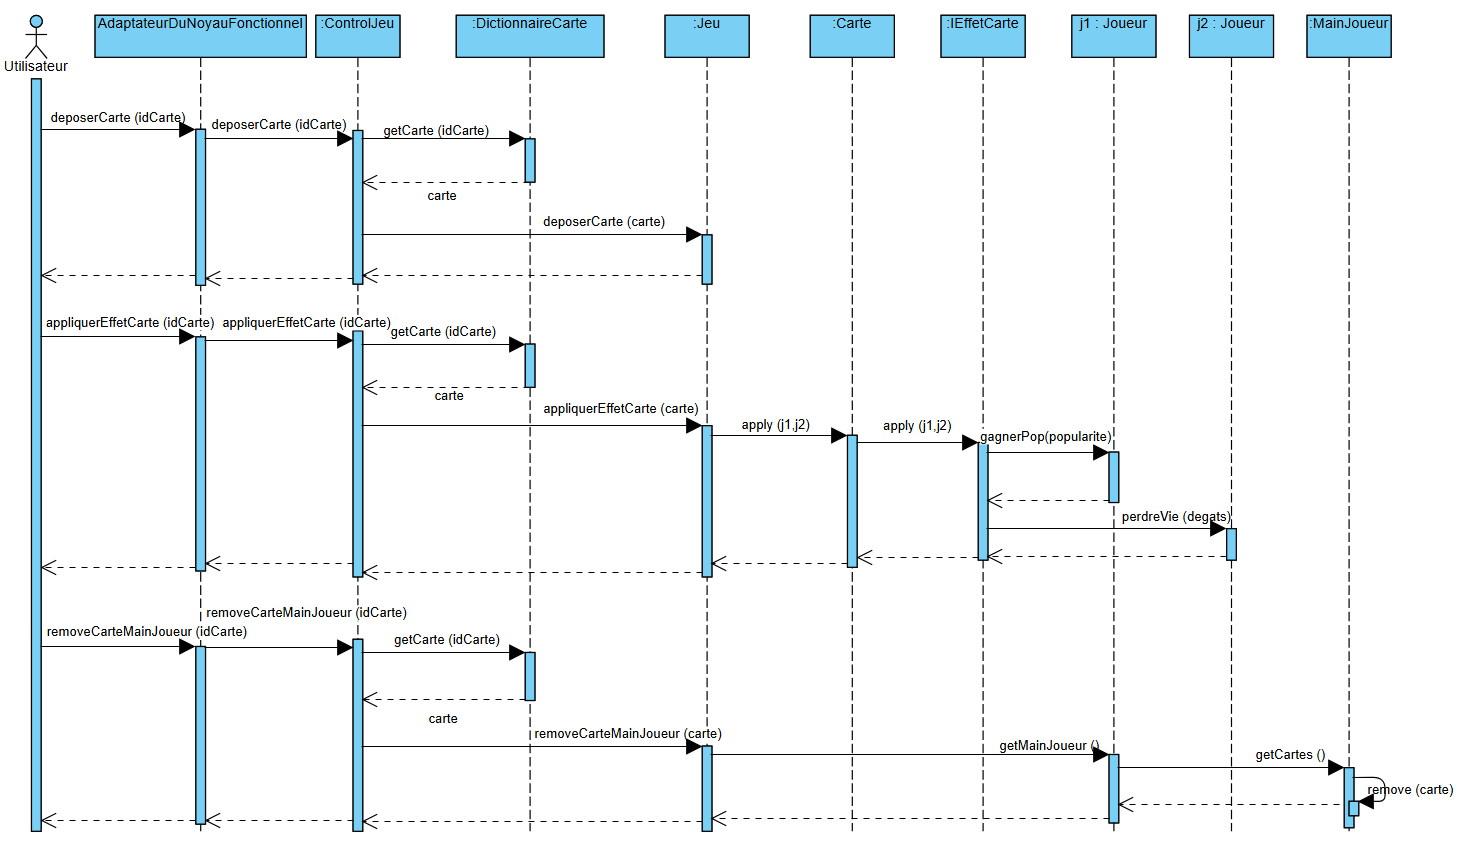 AdaptateurDuNoyauFonctionnel
:ControlJeu
:DictionnaireCarte
:Jeu
:Carte
:IEffetCarte
j1 : Joueur
j2 : Joueur
:MainJoueur
Utilisateur
deposerCarte (idCarte)
deposerCarte (idCarte)
getCarte (idCarte)
carte
deposerCarte (carte)
appliquerEffetCarte (idCarte)
appliquerEffetCarte (idCarte)
getCarte (idCarte)
carte
appliquerEffetCarte (carte)
apply (j1,j2)
apply (j1,j2)
gagnerPop(popularite)
perdreVie (degats)
removeCarteMainJoueur (idCarte)
removeCarteMainJoueur (idCarte)
getCarte (idCarte)
carte
removeCarteMainJoueur (carte)
getMainJoueur ()
getCartes ()
remove (carte)